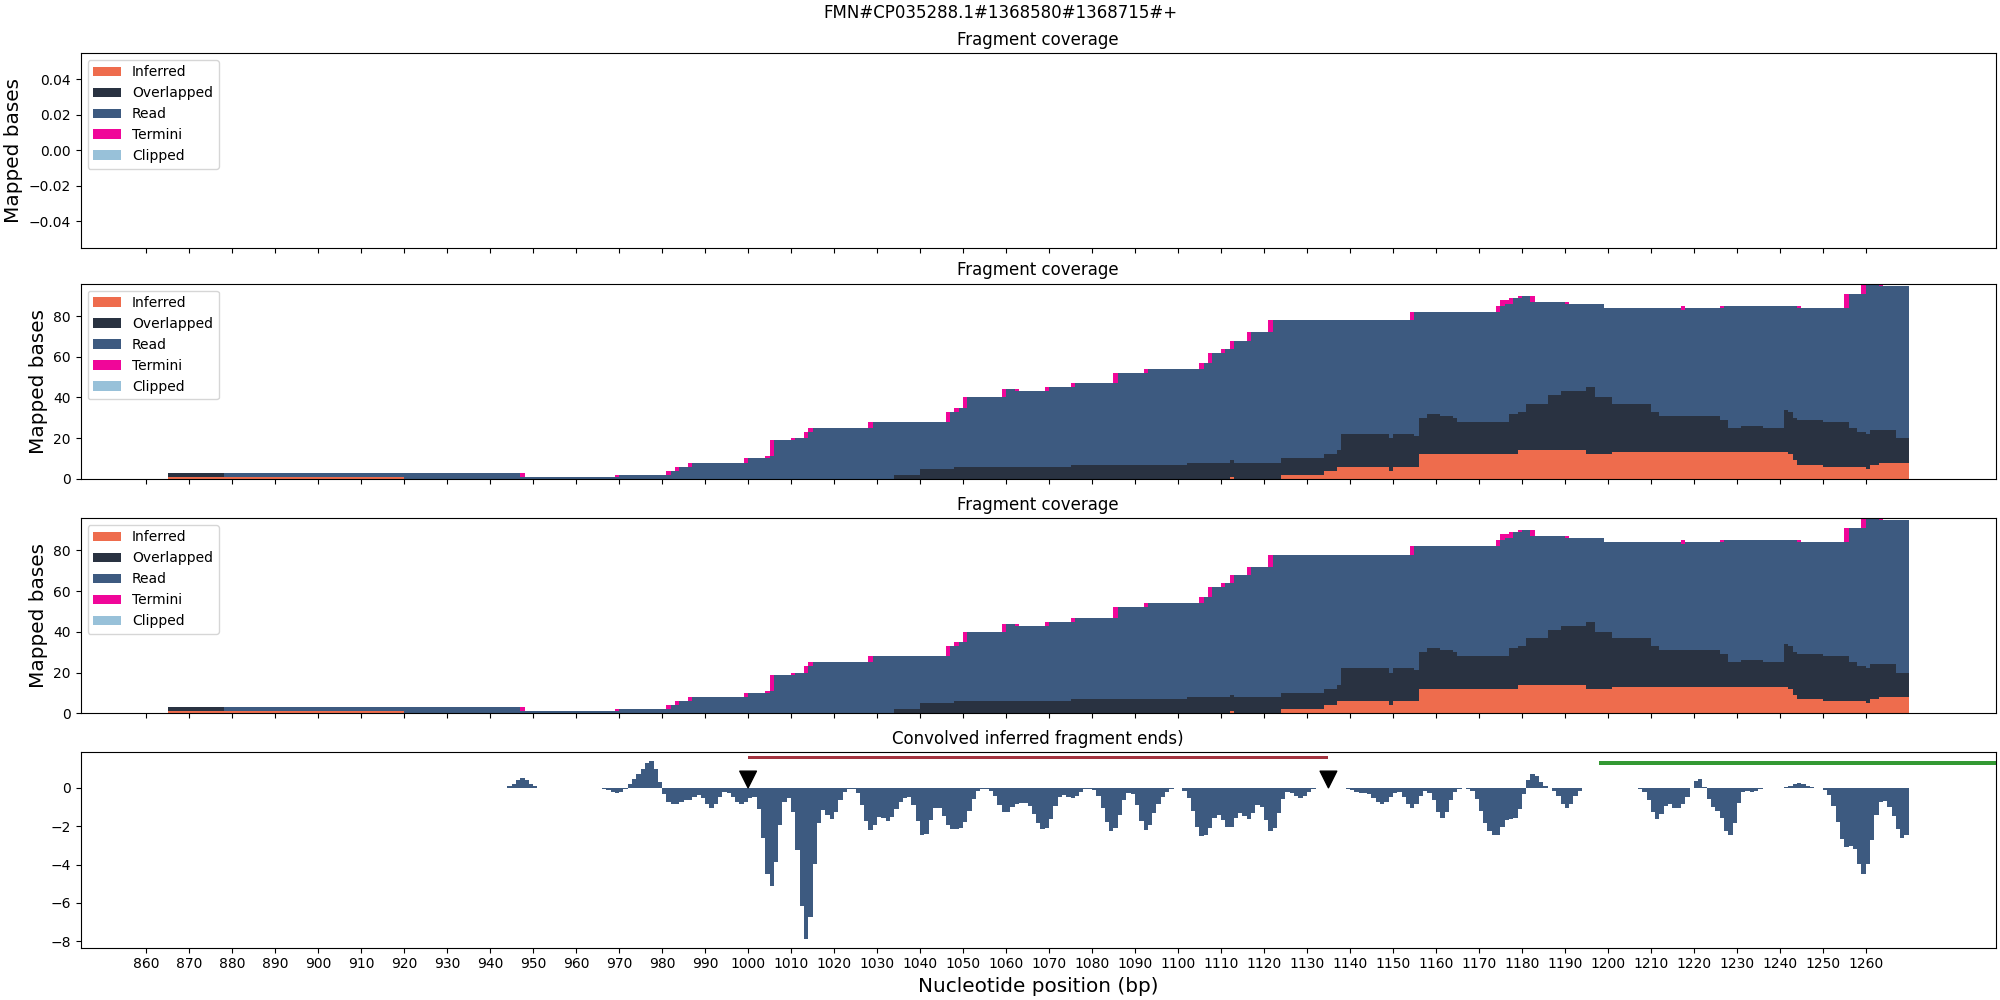 FMN#CP035288.1#1368580#1368715#+
Fragment coverage
Mapped bases
0.04
0.02
0.00
−0.02
−0.04
Inferred
Overlapped
Read
Termini
Clipped
Fragment coverage
Mapped bases
80
60
40
20
0
Inferred
Overlapped
Read
Termini
Clipped
Fragment coverage
Mapped bases
80
60
40
20
0
Inferred
Overlapped
Read
Termini
Clipped
Convolved inferred fragment ends)
0
−2
−4
−6
−8
860 870 880 890 900 910 920 930 940 950 960 970 980 990 1000 1010 1020 1030 1040 1050 1060 1070 1080 1090 1100 1110 1120 1130 1140 1150 1160 1170 1180 1190 1200 1210 1220 1230 1240 1250 1260
Nucleotide position (bp)